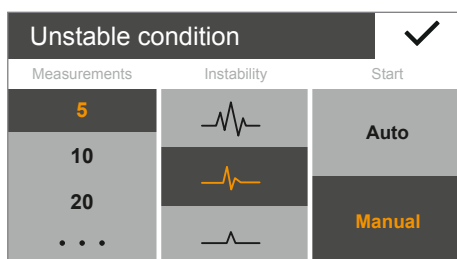 Unstable condition
Measurements Instability Start
5
Auto
10
20
Manual
. . .